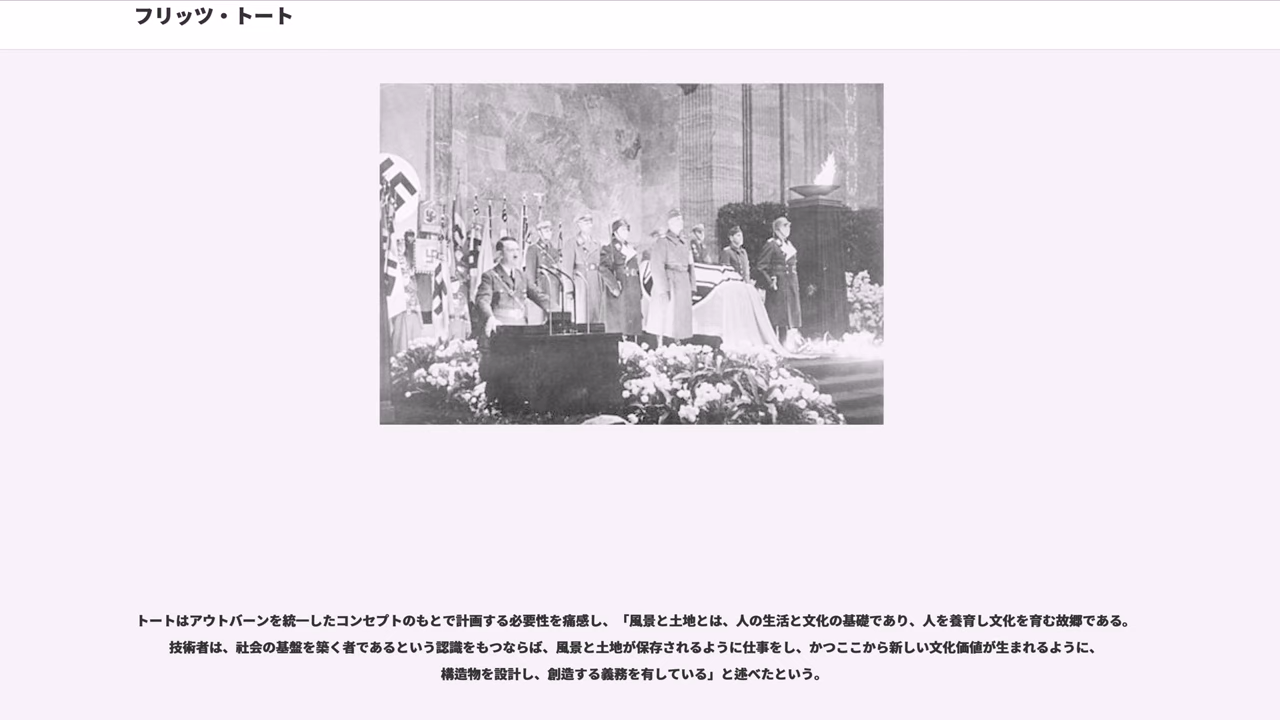 フリッツ・トート
トートはアウトバーンを統一したコンセプトのもとで計画する必要性を痛感し、「風景と土地とは、人の生活と文化の基礎であり、人を養育し文化を育む故郷である。
技術者は、社会の基盤を築く者であるという認識をもつならば、風景と土地が保存されるように仕事をし、かつここから新しい文化価値が生まれるように、
構造物を設計し、創造する義務を有している」と述べたという。